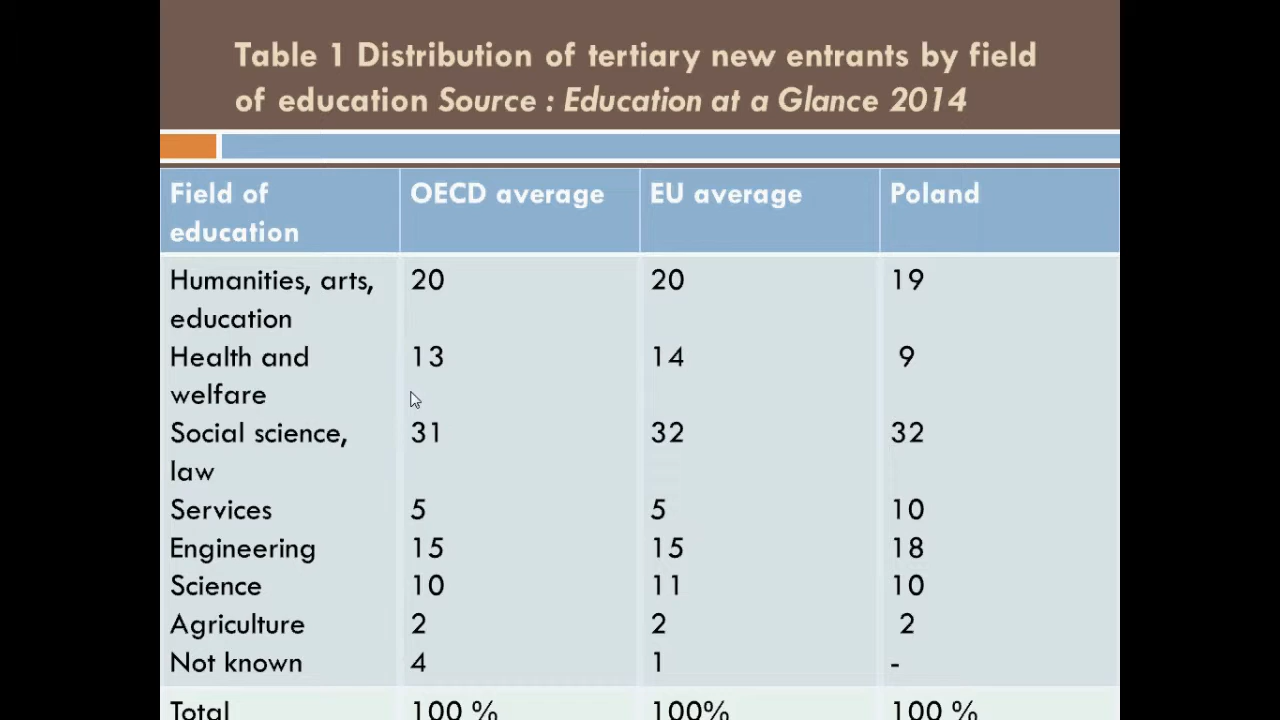 Table 1 Distribution of tertiary new entrants by field
of education Source : Education at a Glance 2014
Field of education OECD average EU average Poland
Humanities, arts, education 20 20 19
Health and welfare 13 14 9
Social science, law 31 32 32
Services 5 5 10
Engineering 15 15 18
Science 10 11 10
Agriculture 2 2 2
Not known 4 1 -
Total 100 % 100% 100 %